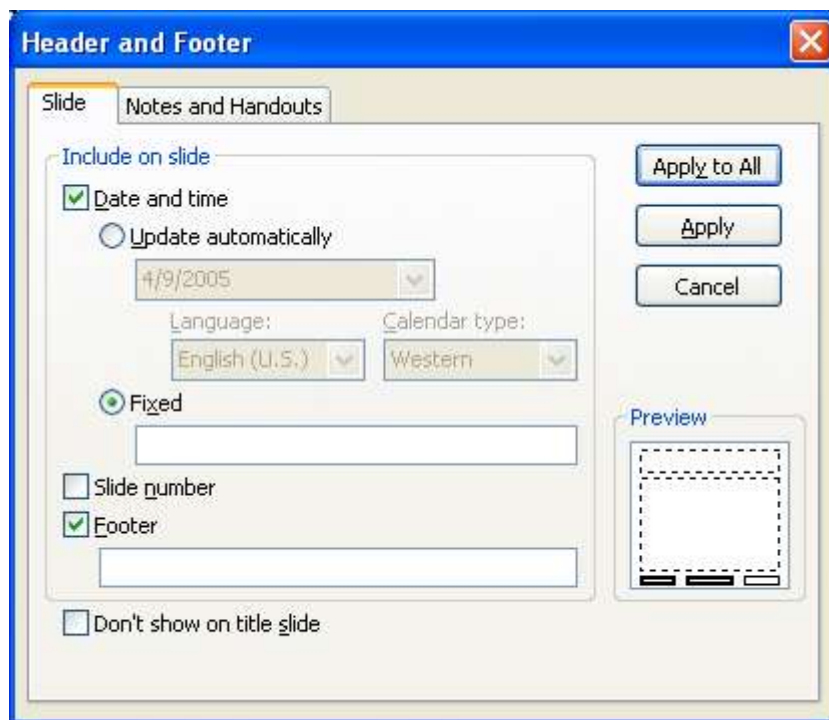 Header and Footer
Slide
Notes and Handouts
Include on slide
Date and time
Update automatically
4/9/2005
Language:
Calendar type:
English (U.S.)
Western
Fixed
Slide number
Footer
Don't show on title slide
Apply to All
Apply
Cancel
Preview